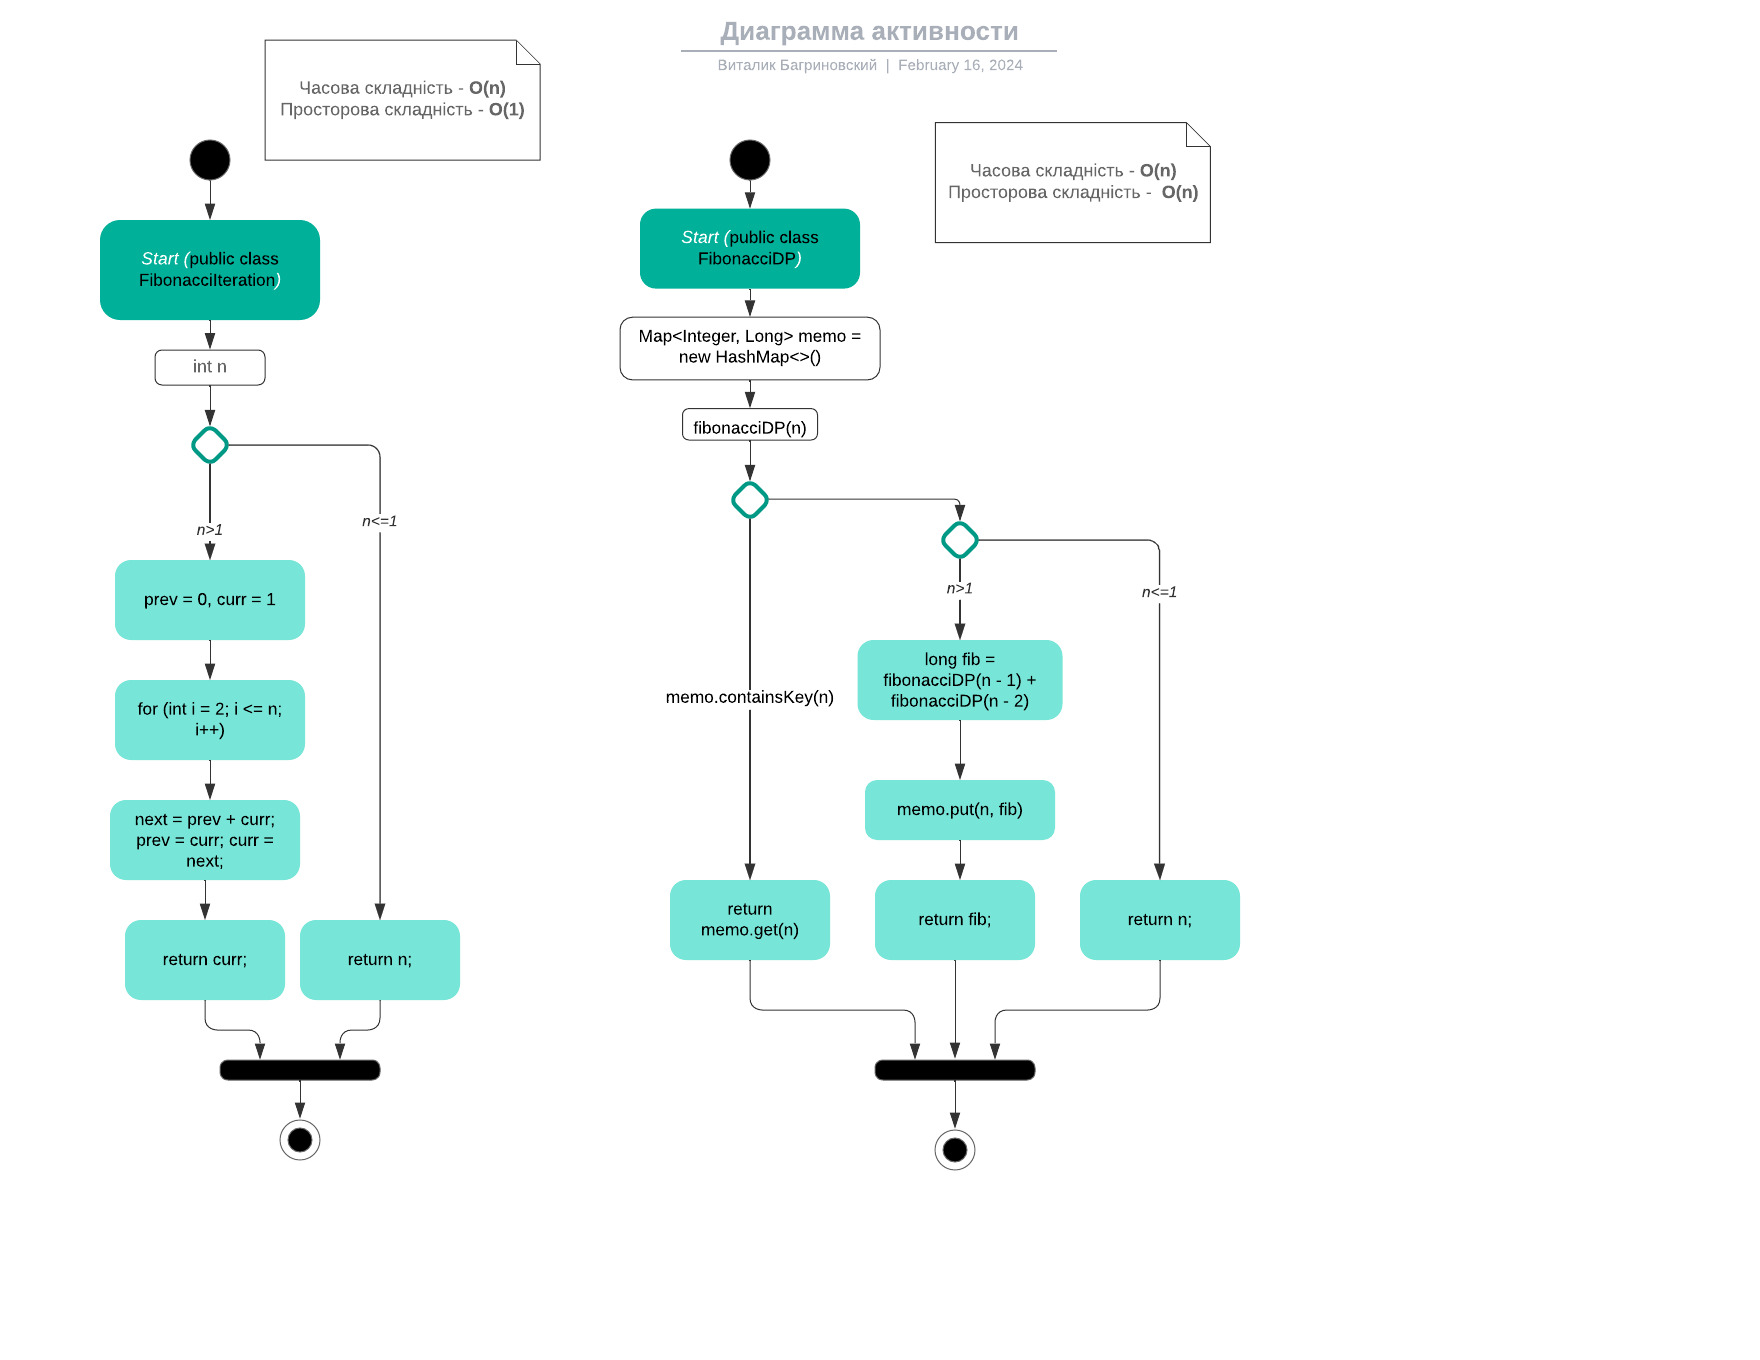 Диаграмма активности
Виталик Багриновский | February 16, 2024
Часова складність - O(n)
Просторова складність - O(1)
Start (public class
FibonacciIteration)
int n
n>1
n<=1
prev = 0, curr = 1
for (int i = 2; i <= n;
i++)
next = prev + curr;
prev = curr; curr =
next;
return curr;
return n;
Часова складність - O(n)
Просторова складність - O(n)
Start (public class
FibonacciDP)
Map<Integer, Long> memo =
new HashMap<>()
fibonacciDP(n)
n>1
n<=1
memo.containsKey(n)
long fib =
fibonacciDP(n - 1) +
fibonacciDP(n - 2)
memo.put(n, fib)
return
memo.get(n)
return fib;
return n;